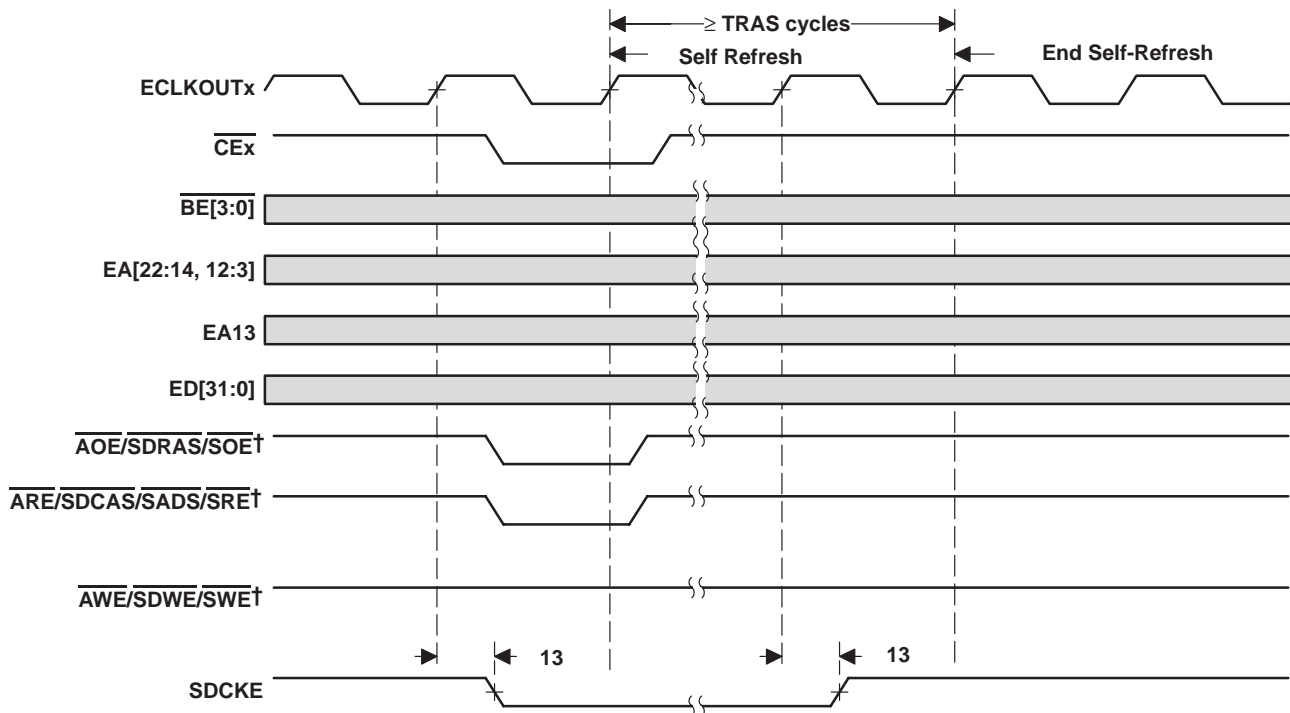 ≥ TRAS cycles
Self Refresh
End Self-Refresh
ECLKOUTx
CEx
BE[3:0]
EA[22:14, 12:3]
EA13
ED[31:0]
AOE/SDRAS/SOE†
ARE/SDCAS/SADS/SRE†
AWE/SDWE/SWE†
13
13
SDCKE